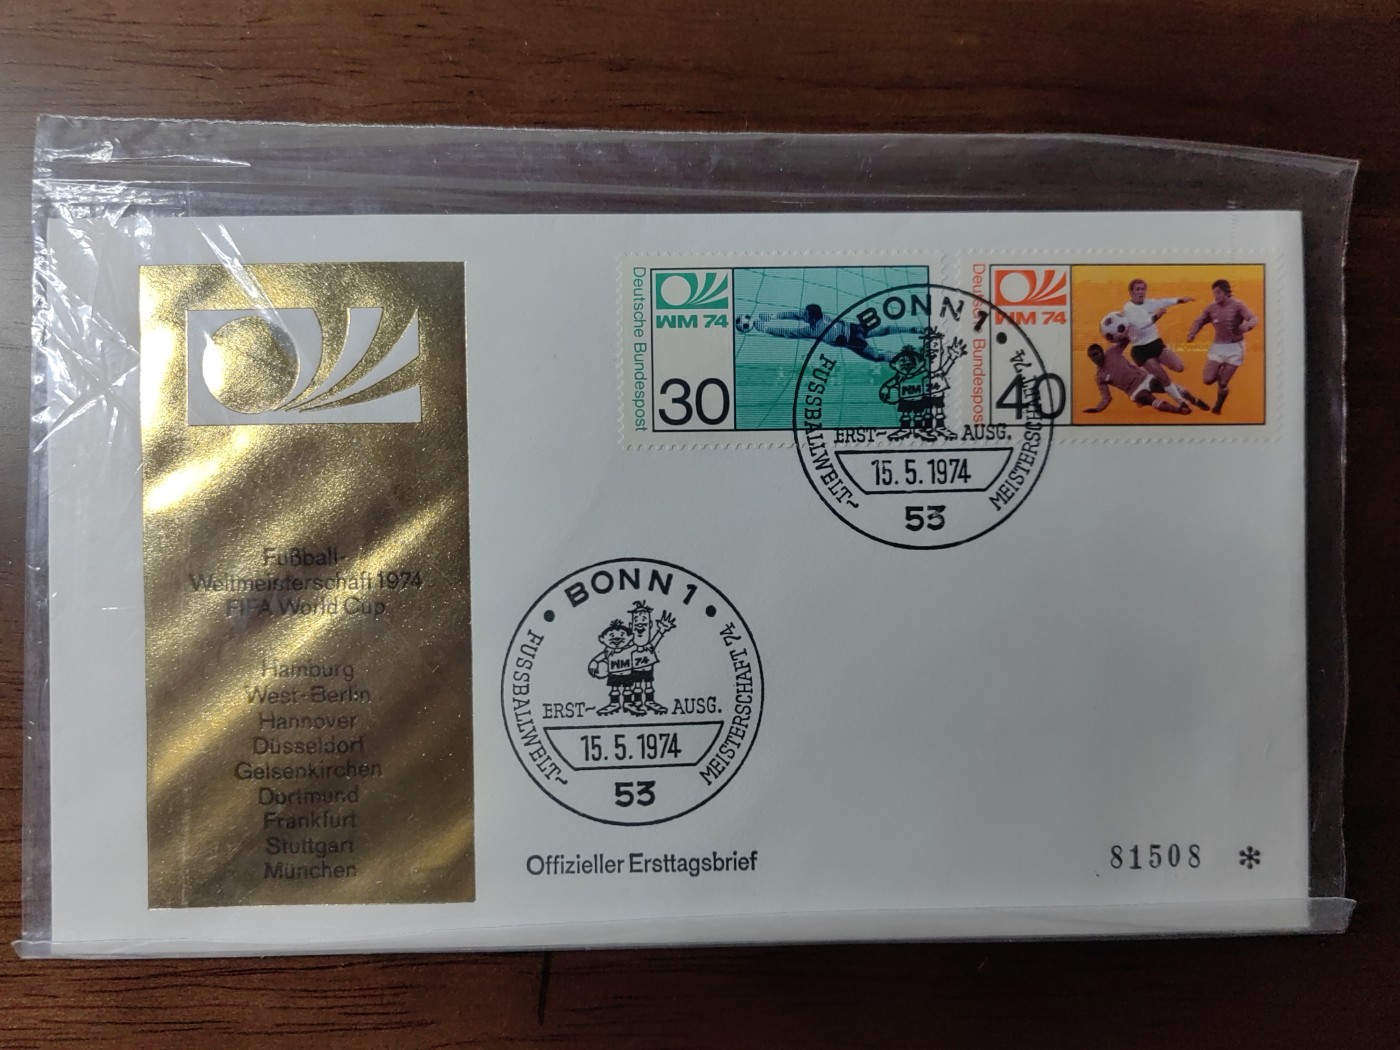 Deutsche Bundespost
WM 74
30
Deutsche Bundespost
WM 74
40
BONN 1
FUSSBALLWELT~
MEISTERSCHAFT 74
WM 74
ERST~ AUSG.
15.5.1974
53
Fußball-
Weltmeisterschaft 1974
FIFA World Cup
Hamburg
West-Berlin
Hannover
Düsseldorf
Gelsenkirchen
Dortmund
Frankfurt
Stuttgart
München
BONN 1
FUSSBALLWELT~
MEISTERSCHAFT 74
WM 74
ERST~ AUSG.
15.5.1974
53
Offizieller Ersttagsbrief
81508 *